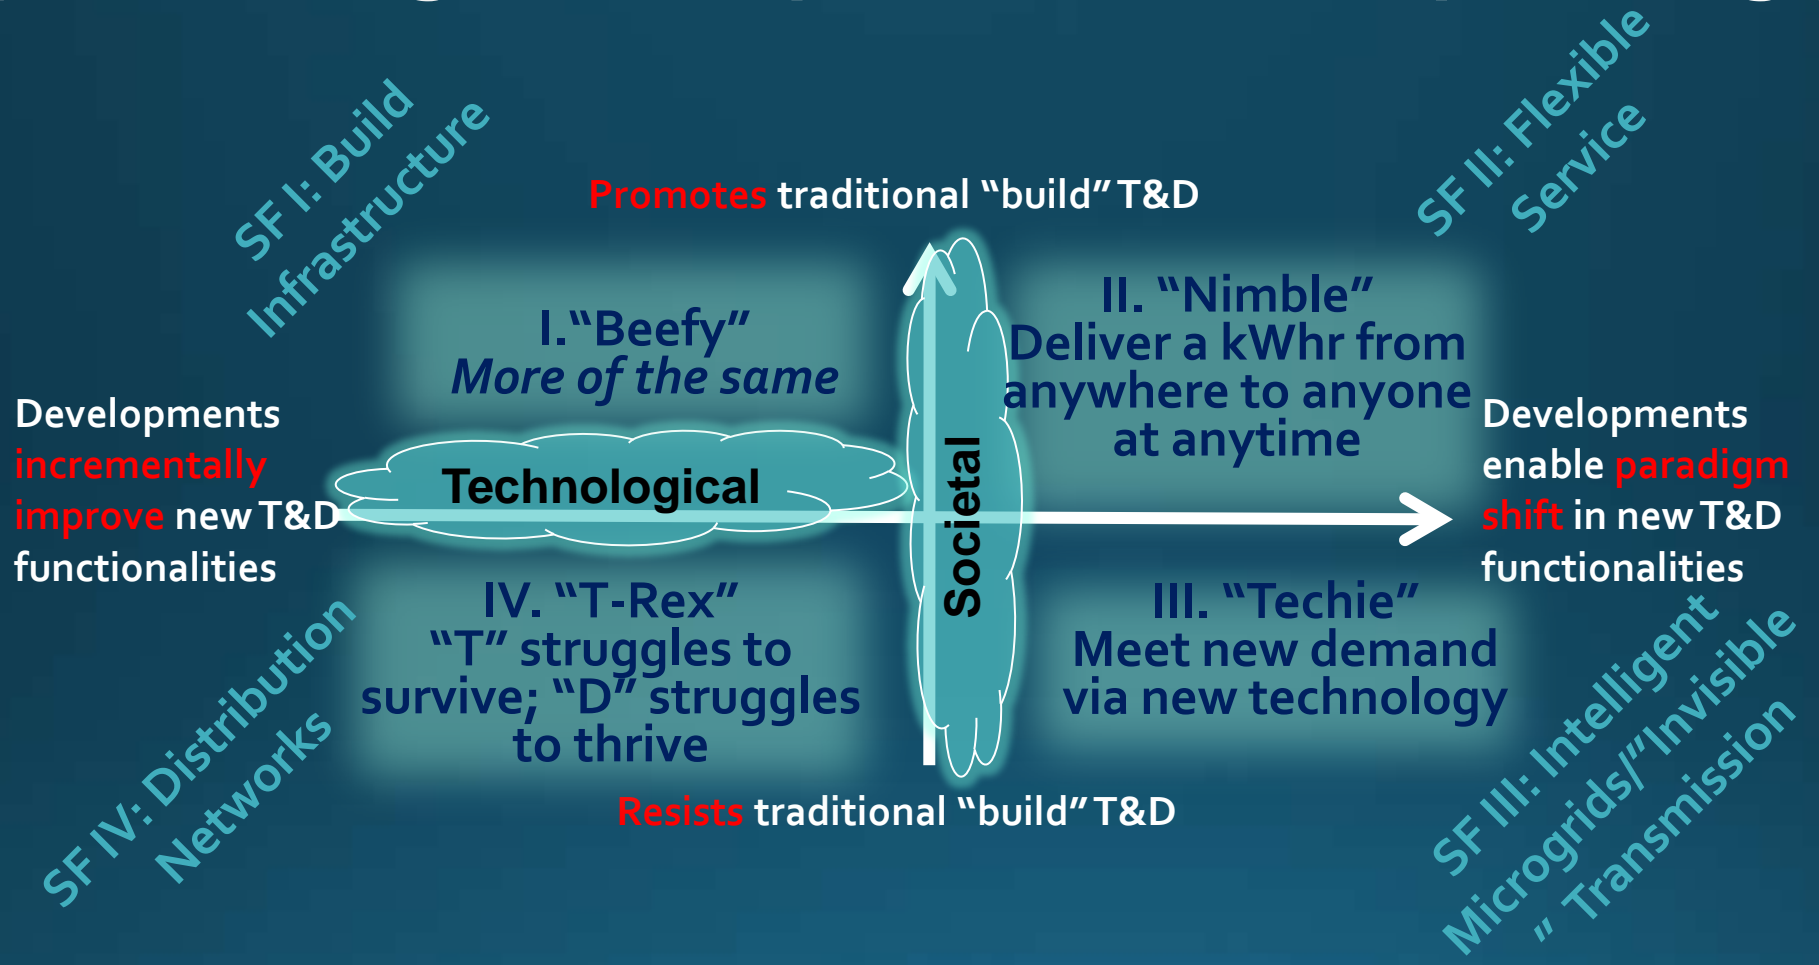 SF I: Build
Infrastructure
SF II: Flexible
Service
Promotes traditional “build” T&D
I.“Beefy”
More of the same
II. “Nimble”
Deliver a kWhr from
anywhere to anyone
at anytime
Developments
incrementally
improve new T&D
functionalities
Technological
Societal
Developments
enable paradigm
shift in new T&D
functionalities
IV. “T-Rex”
“T” struggles to
survive; “D” struggles
to thrive
III. “Techie”
Meet new demand
via new technology
Resists traditional “build” T&D
SF IV: Distribution
Networks
SF III: Intelligent
Microgrids/“Invisible
” Transmission